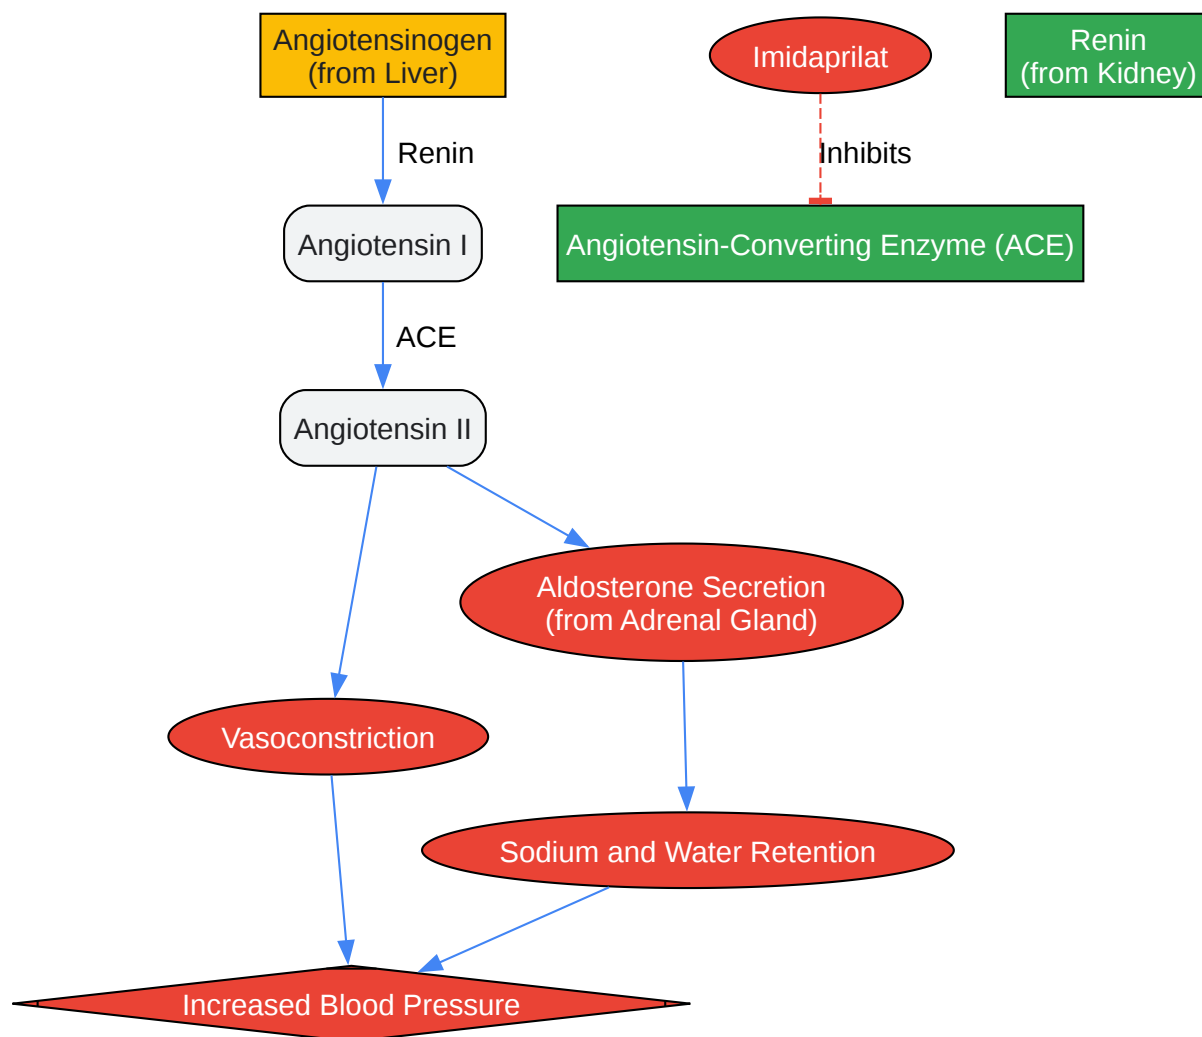 Angiotensinogen
(from Liver)
Imidaprilat
Renin
(from Kidney)
Renin
Inhibits
Angiotensin I
Angiotensin-Converting Enzyme (ACE)
ACE
Angiotensin II
Aldosterone Secretion
(from Adrenal Gland)
Vasoconstriction
Sodium and Water Retention
Increased Blood Pressure